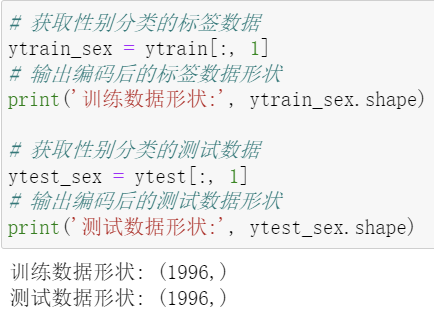 # 获取性别分类的标签数据
ytrain_sex = ytrain[:, 1]
# 输出编码后的标签数据形状
print('训练数据形状:', ytrain_sex.shape)
# 获取性别分类的测试数据
ytest_sex = ytest[:, 1]
# 输出编码后的测试数据形状
print('测试数据形状:', ytest_sex.shape)
训练数据形状: (1996,)
测试数据形状: (1996,)